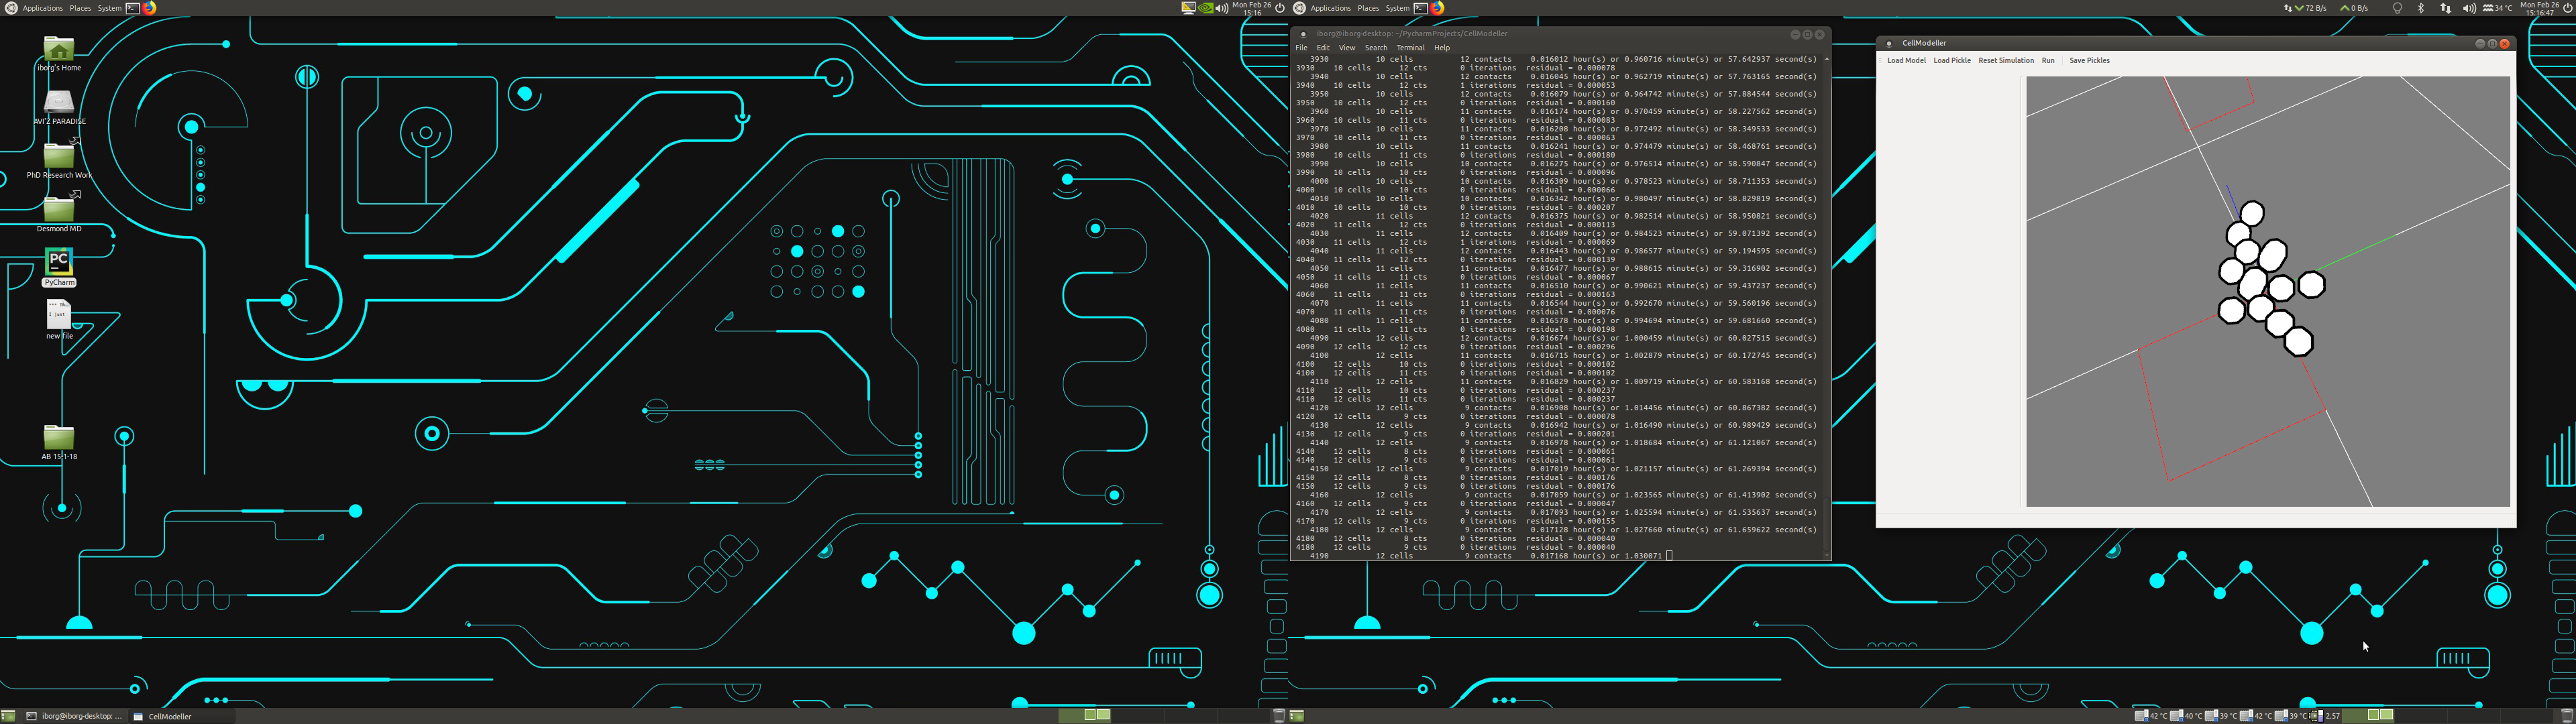 Applications Places System
Mon Feb 26
15:16
Applications Places System
72 B/s 0 B/s 34 °C
Mon Feb 26
15:16:47
iborg's Home
AVI'Z PARADISE
PhD Research Work
Desmond MD
PC
PyCharm
I just
new file
AB 15-1-18
iborg@iborg-desktop: ~/PycharmProjects/CellModeller
File Edit View Search Terminal Help
3930 10 cells 12 contacts 0.016012 hour(s) or 0.960716 minute(s) or 57.642937 second(s)
3930 10 cells 12 cts 0 iterations residual = 0.000078
3940 10 cells 12 contacts 0.016045 hour(s) or 0.962719 minute(s) or 57.763165 second(s)
3940 10 cells 12 cts 1 iterations residual = 0.000053
3950 10 cells 12 contacts 0.016079 hour(s) or 0.964742 minute(s) or 57.884544 second(s)
3950 10 cells 12 cts 0 iterations residual = 0.000160
3960 10 cells 11 contacts 0.016174 hour(s) or 0.970459 minute(s) or 58.227562 second(s)
3960 10 cells 11 cts 0 iterations residual = 0.000083
3970 10 cells 11 contacts 0.016208 hour(s) or 0.972492 minute(s) or 58.349533 second(s)
3970 10 cells 11 cts 0 iterations residual = 0.000063
3980 10 cells 11 contacts 0.016241 hour(s) or 0.974479 minute(s) or 58.468761 second(s)
3980 10 cells 11 cts 0 iterations residual = 0.000180
3990 10 cells 10 contacts 0.016275 hour(s) or 0.976514 minute(s) or 58.590847 second(s)
3990 10 cells 10 cts 0 iterations residual = 0.000096
4000 10 cells 10 contacts 0.016309 hour(s) or 0.978523 minute(s) or 58.711353 second(s)
4000 10 cells 10 cts 0 iterations residual = 0.000066
4010 10 cells 10 contacts 0.016342 hour(s) or 0.980497 minute(s) or 58.829819 second(s)
4010 10 cells 10 cts 0 iterations residual = 0.000207
4020 11 cells 12 contacts 0.016375 hour(s) or 0.982514 minute(s) or 58.950821 second(s)
4020 11 cells 12 cts 0 iterations residual = 0.000113
4030 11 cells 12 contacts 0.016409 hour(s) or 0.984523 minute(s) or 59.071392 second(s)
4030 11 cells 12 cts 1 iterations residual = 0.000069
4040 11 cells 12 contacts 0.016443 hour(s) or 0.986577 minute(s) or 59.194595 second(s)
4040 11 cells 12 cts 0 iterations residual = 0.000139
4050 11 cells 11 contacts 0.016477 hour(s) or 0.988615 minute(s) or 59.316902 second(s)
4050 11 cells 11 cts 0 iterations residual = 0.000067
4060 11 cells 11 contacts 0.016510 hour(s) or 0.990621 minute(s) or 59.437237 second(s)
4060 11 cells 11 cts 0 iterations residual = 0.000163
4070 11 cells 11 contacts 0.016544 hour(s) or 0.992670 minute(s) or 59.560196 second(s)
4070 11 cells 11 cts 0 iterations residual = 0.000076
4080 11 cells 11 contacts 0.016578 hour(s) or 0.994694 minute(s) or 59.681660 second(s)
4080 11 cells 11 cts 0 iterations residual = 0.000198
4090 12 cells 12 contacts 0.016674 hour(s) or 1.000459 minute(s) or 60.027515 second(s)
4090 12 cells 12 cts 0 iterations residual = 0.000296
4100 12 cells 11 contacts 0.016715 hour(s) or 1.002879 minute(s) or 60.172745 second(s)
4100 12 cells 10 cts 0 iterations residual = 0.000102
4100 12 cells 11 cts 0 iterations residual = 0.000102
4110 12 cells 11 contacts 0.016829 hour(s) or 1.009719 minute(s) or 60.583168 second(s)
4110 12 cells 10 cts 0 iterations residual = 0.000237
4110 12 cells 11 cts 0 iterations residual = 0.000237
4120 12 cells 9 contacts 0.016908 hour(s) or 1.014456 minute(s) or 60.867382 second(s)
4120 12 cells 9 cts 0 iterations residual = 0.000078
4130 12 cells 9 contacts 0.016942 hour(s) or 1.016490 minute(s) or 60.989429 second(s)
4130 12 cells 9 cts 0 iterations residual = 0.000201
4140 12 cells 9 contacts 0.016978 hour(s) or 1.018684 minute(s) or 61.121067 second(s)
4140 12 cells 8 cts 0 iterations residual = 0.000061
4140 12 cells 9 cts 0 iterations residual = 0.000061
4150 12 cells 9 contacts 0.017019 hour(s) or 1.021157 minute(s) or 61.269394 second(s)
4150 12 cells 8 cts 0 iterations residual = 0.000176
4150 12 cells 9 cts 0 iterations residual = 0.000176
4160 12 cells 9 contacts 0.017059 hour(s) or 1.023565 minute(s) or 61.413902 second(s)
4160 12 cells 9 cts 0 iterations residual = 0.000047
4170 12 cells 9 contacts 0.017093 hour(s) or 1.025594 minute(s) or 61.535637 second(s)
4170 12 cells 9 cts 0 iterations residual = 0.000155
4180 12 cells 9 contacts 0.017128 hour(s) or 1.027660 minute(s) or 61.659622 second(s)
4180 12 cells 8 cts 0 iterations residual = 0.000040
4180 12 cells 9 cts 0 iterations residual = 0.000040
4190 12 cells 9 contacts 0.017168 hour(s) or 1.030071
CellModeller
Load Model Load Pickle Reset Simulation Run Save Pickles
iborg@iborg-desktop: ...
CellModeller
42 °C 40 °C 39 °C 42 °C 39 °C 2.57